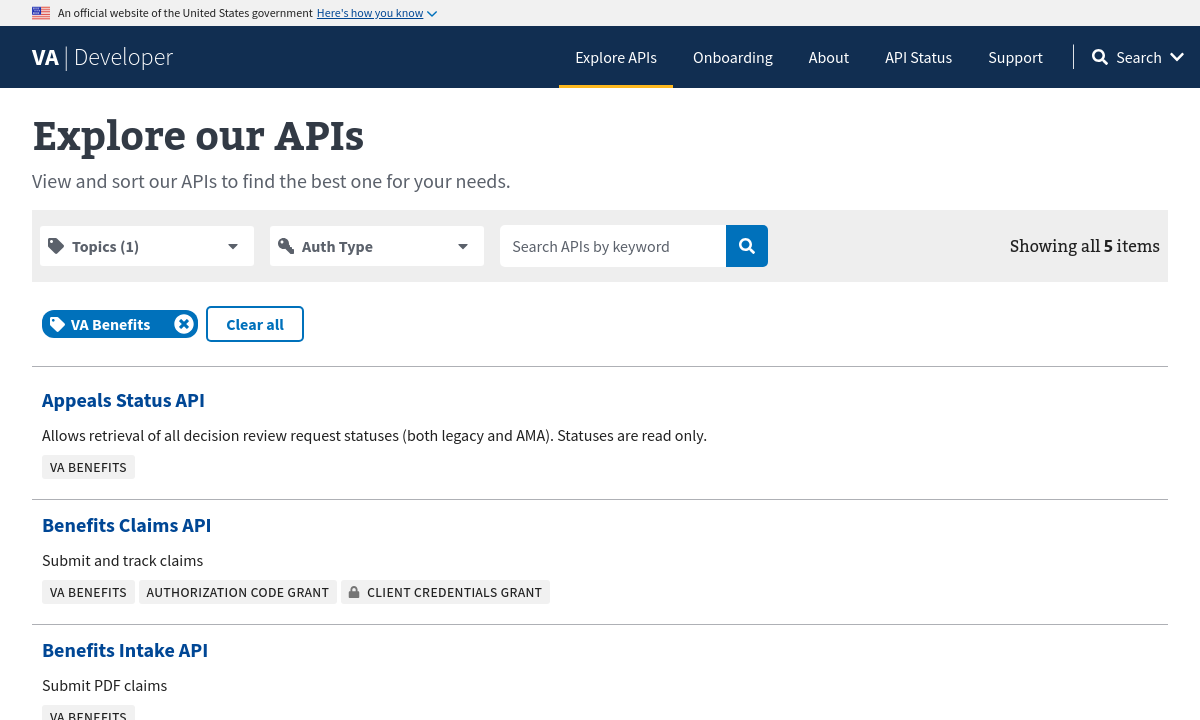 An official website of the United States government Here's how you know
VA | Developer
Explore APIs
Onboarding
About
API Status
Support
Search
Explore our APIs
View and sort our APIs to find the best one for your needs.
Topics (1)
Auth Type
Search APIs by keyword
Showing all 5 items
VA Benefits
Clear all
Appeals Status API
Allows retrieval of all decision review request statuses (both legacy and AMA). Statuses are read only.
VA BENEFITS
Benefits Claims API
Submit and track claims
VA BENEFITS AUTHORIZATION CODE GRANT CLIENT CREDENTIALS GRANT
Benefits Intake API
Submit PDF claims
VA BENEFITS